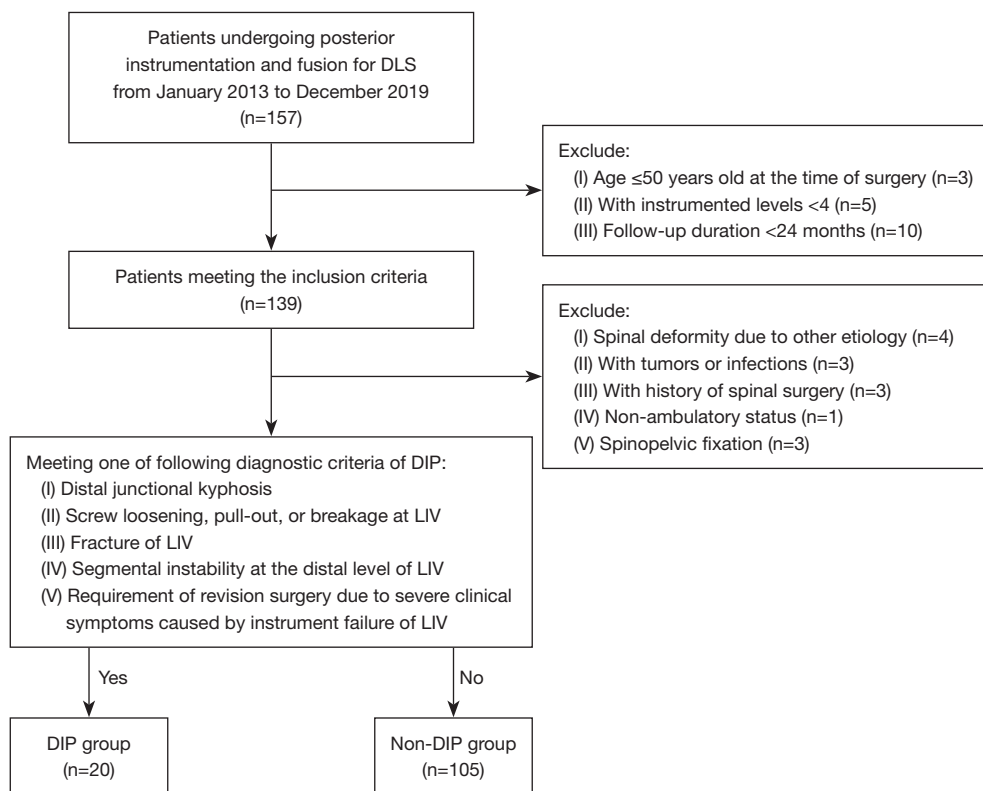 Patients undergoing posterior
instrumentation and fusion for DLS
from January 2013 to December 2019
(n=157)
Exclude:
(I) Age ≤50 years old at the time of surgery (n=3)
(II) With instrumented levels <4 (n=5)
(III) Follow-up duration <24 months (n=10)
Patients meeting the inclusion criteria
(n=139)
Exclude:
(I) Spinal deformity due to other etiology (n=4)
(II) With tumors or infections (n=3)
(III) With history of spinal surgery (n=3)
(IV) Non-ambulatory status (n=1)
(V) Spinopelvic fixation (n=3)
Meeting one of following diagnostic criteria of DIP:
(I) Distal junctional kyphosis
(II) Screw loosening, pull-out, or breakage at LIV
(III) Fracture of LIV
(IV) Segmental instability at the distal level of LIV
(V) Requirement of revision surgery due to severe clinical
symptoms caused by instrument failure of LIV
Yes
No
DIP group
(n=20)
Non-DIP group
(n=105)